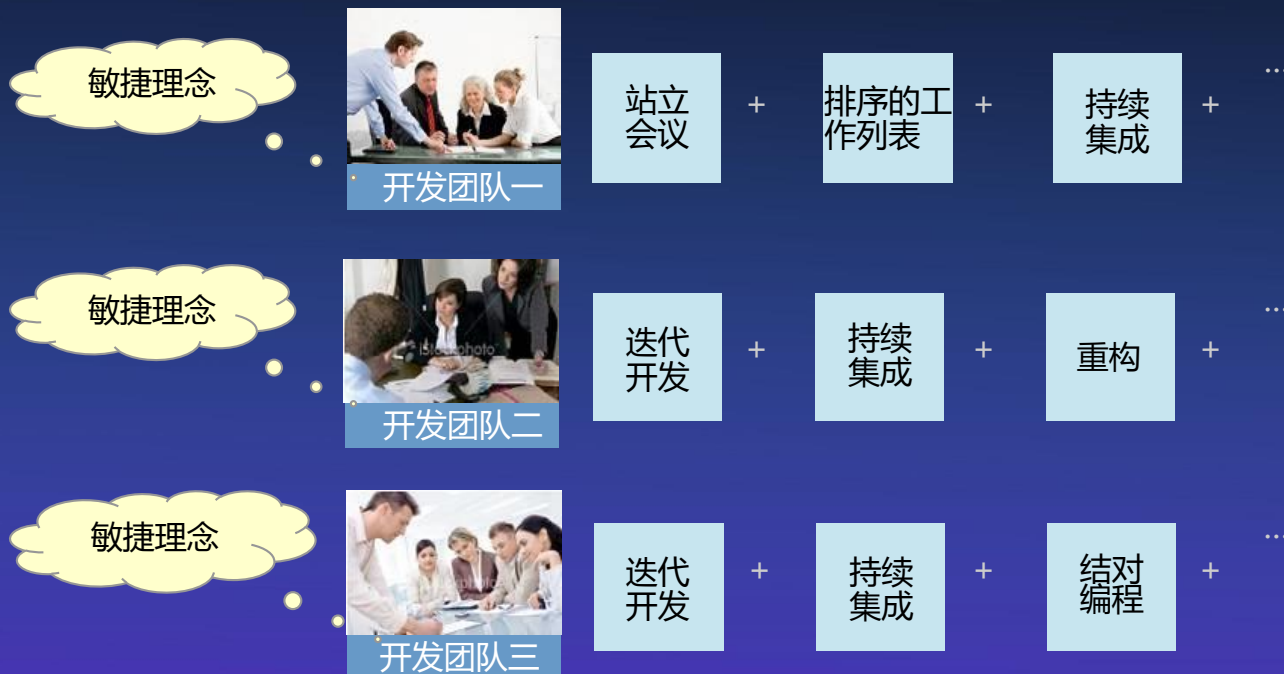 敏捷理念
开发团队一
站立
会议
+
排序的工
作列表
+
持续
集成
+
...
敏捷理念
iStockphoto
开发团队二
迭代
开发
+
持续
集成
+
重构
+
...
敏捷理念
开发团队三
迭代
开发
+
持续
集成
+
结对
编程
+
...